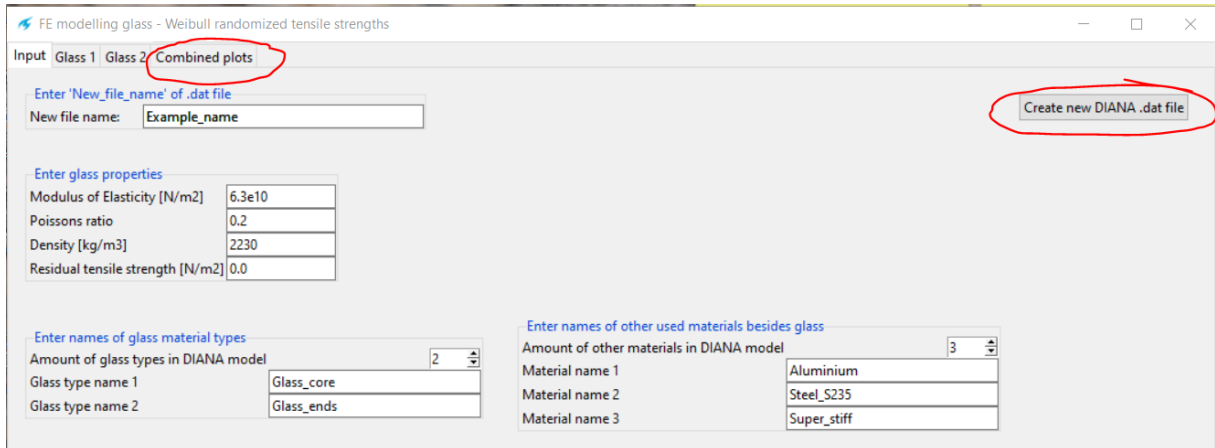 FE modelling glass - Weibull randomized tensile strengths
Input Glass 1 Glass 2 Combined plots
Enter 'New_file_name' of .dat file
New file name: Example_name
Create new DIANA .dat file
Enter glass properties
Modulus of Elasticity [N/m2] 6.3e10
Poissons ratio 0.2
Density [kg/m3] 2230
Residual tensile strength [N/m2] 0.0
Enter names of glass material types
Amount of glass types in DIANA model 2
Glass type name 1 Glass_core
Glass type name 2 Glass_ends
Enter names of other used materials besides glass
Amount of other materials in DIANA model 3
Material name 1 Aluminium
Material name 2 Steel_S235
Material name 3 Super_stiff